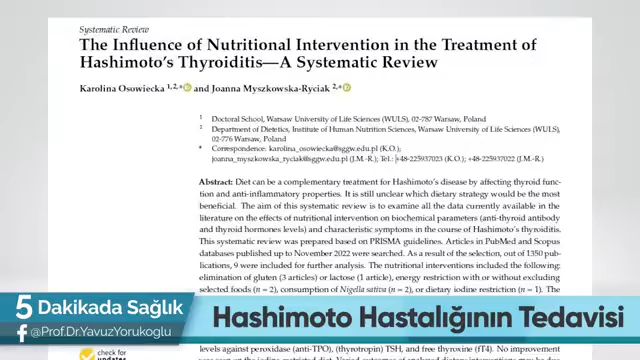 Systematic Review
The Influence of Nutritional Intervention in the Treatment of
Hashimoto's Thyroiditis—A Systematic Review
Karolina Osowiecka 1,2,* and Joanna Myszkowska-Ryciak 2,*
1 Doctoral School, Warsaw University of Life Sciences (WULS), 02-787 Warsaw, Poland
2 Department of Dietetics, Institute of Human Nutrition Sciences, Warsaw University of Life Sciences (WULS),
02-776 Warsaw, Poland
* Correspondence: karolina_osowiecka@sggw.edu.pl (K.O.);
joanna_myszkowska_ryciak@sggw.edu.pl (J.M.-R.); Tel.: +48-225937023 (K.O.); +48-225937022 (J.M.-R.)
Abstract: Diet can be a complementary treatment for Hashimoto's disease by affecting thyroid func-
tion and anti-inflammatory properties. It is still unclear which dietary strategy would be the most
beneficial. The aim of this systematic review is to examine all the data currently available in the
literature on the effects of nutritional intervention on biochemical parameters (anti-thyroid antibody
and thyroid hormones levels) and characteristic symptoms in the course of Hashimoto's thyroiditis.
This systematic review was prepared based on PRISMA guidelines. Articles in PubMed and Scopus
databases published up to November 2022 were searched. As a result of the selection, out of 1350 pub-
lications, 9 were included for further analysis. The nutritional interventions included the following:
elimination of gluten (3 articles) or lactose (1 article), energy restriction with or without excluding
selected foods (n = 2), consumption of Nigella sativa (n = 2), or dietary iodine restriction (n = 1). The
5 Dakikada Sağlık
@Prof.Dr.YavuzYorukoglu
Hashimoto Hastalığının Tedavisi
levels against peroxidase (anti-TPO), (thyrotropin) TSH, and free thyroxine (fT4). No improvement
check for
updates